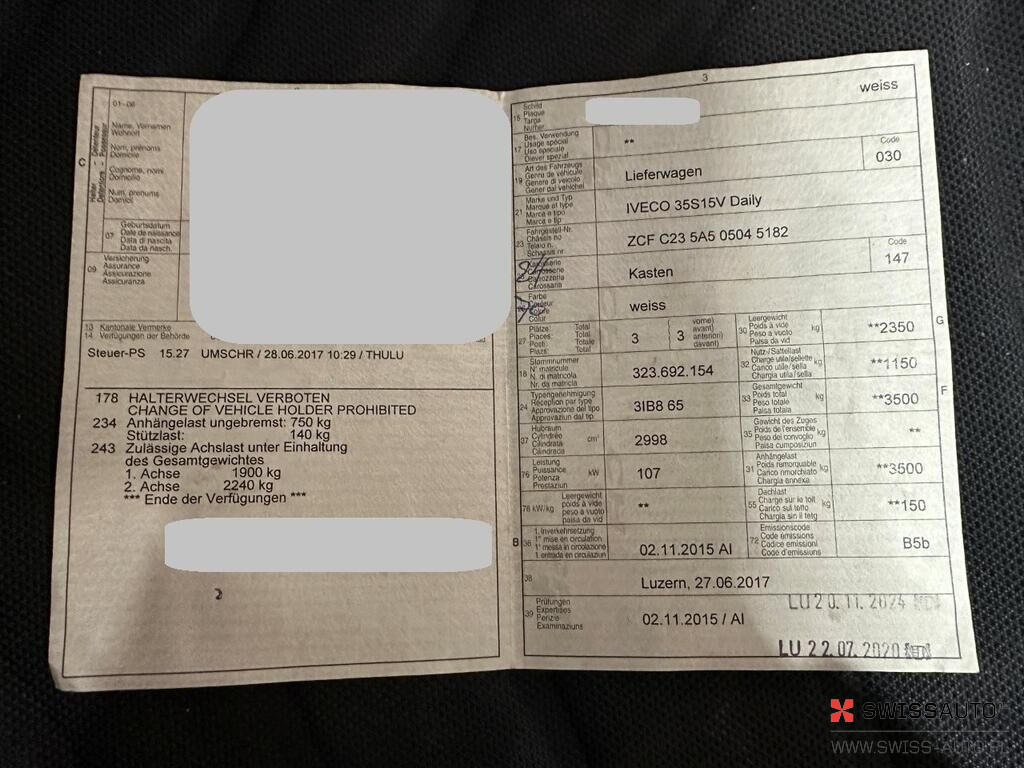 01-06
C
Halter - Détenteur
Detentore - Possessur
Name, Vornamen
Wohnort
Nom, prénoms
Domicile
Cognome, nomi
Domicilio
Num, prenums
Domicil
07
Geburtsdatum
Date de naissance
Data di nascita
Data da nasch.
09
Versicherung
Assurance
Assicurazione
Assicuranza
13 Kantonale Vermerke
14 Verfügungen der Behörde
Steuer-PS 15.27 UMSCHR / 28.06.2017 10:29 / THULU
178 HALTERWECHSEL VERBOTEN
CHANGE OF VEHICLE HOLDER PROHIBITED
234 Anhängelast ungebremst: 750 kg
Stützlast: 140 kg
243 Zulässige Achslast unter Einhaltung
des Gesamtgewichtes
1. Achse 1900 kg
2. Achse 2240 kg
*** Ende der Verfügungen ***
3
weiss
15
Schild
Plaque
Targa
Numer
17
Bes. Verwendung
Usage spécial
Uso speciale
Diever spezial
**
19
Art des Fahrzeugs
Genre de véhicule
Genere di veicolo
Gener dal vehichel
Lieferwagen
Code
030
21
Marke und Typ
Marque et type
Marca e tipo
Marca e tip
IVECO 35S15V Daily
23
Fahrgestell-Nr.
Châssis no
Telaio n.
Schassis nr.
ZCF C23 5A5 0504 5182
Carrosserie
Carrozzeria
Carossaria
Kasten
Code
147
Farbe
Couleur
Colore
Colur
weiss
27
Plätze: Total
Places: Total
Posti: Totale
Plazs: Total
3
vorne)
avant)
anteriori)
davant)
3
30
Leergewicht
Poids à vide
Peso a vuoto
Paisa da vid
kg
**2350
G
18
Stammnummer
N° matricule
N. di matricola
Nr. da matricla
323.692.154
32
Nutz-/Sattellast
Charge utile/sellette
Carico utile/sella
Chargia utila/sella
kg
**1150
24
Typengenehmigung
Réception par type
Approvazione del tipo
Approvaziun dal tip
3IB8 65
33
Gesamtgewicht
Poids total
Peso totale
Paisa totala
kg
**3500
F
37
Hubraum
Cylindrée
Cilindrata
Cilindrada
cm³
2998
35
Gewicht des Zuges
Poids de l'ensemble
Peso del convoglio
Paisa cumposiziun
kg
**
76
Leistung
Puissance
Potenza
Prestaziun
kW
107
31
Anhängelast
Poids remorquable
Carico rimorchiato
Chargia annexa
kg
**3500
78 kW/kg
Leergewicht
poids à vide
peso a vuoto
paisa da vid
**
55
Dachlast
Charge sur le toit
Carico sul tetto
Chargia sin il tetg
kg
**150
B
36
1. Inverkehrsetzung
1re mise en circulation
1a messa in circolazione
1. entrada en circulaziun
02.11.2015 AI
72
Emissionscode
Code émissions
Codice emissioni
Code d'emissiuns
B5b
38
Luzern, 27.06.2017
39
Prüfungen
Expertises
Perizie
Examinaziuns
02.11.2015 / AI
LU 20.11.2024
LU 22.07.2020
SWISSAUTO
WWW.SWISS-AUTO.PL